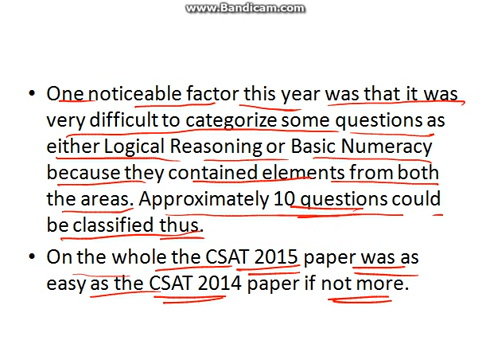 www.Bandicam.com
• One noticeable factor this year was that it was
very difficult to categorize some questions as
either Logical Reasoning or Basic Numeracy
because they contained elements from both
the areas. Approximately 10 questions could
be classified thus.
• On the whole the CSAT 2015 paper was as
easy as the CSAT 2014 paper if not more.